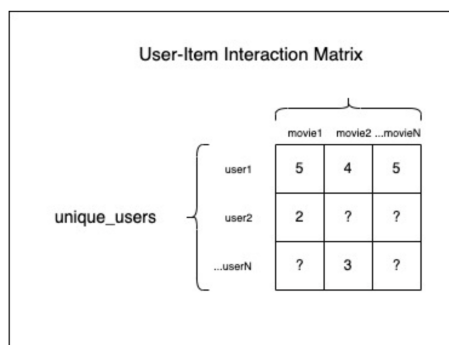 User-Item Interaction Matrix
movie1 movie2 ...movieN
user1 5 4 5
unique_users
user2 2 ? ?
...userN ? 3 ?